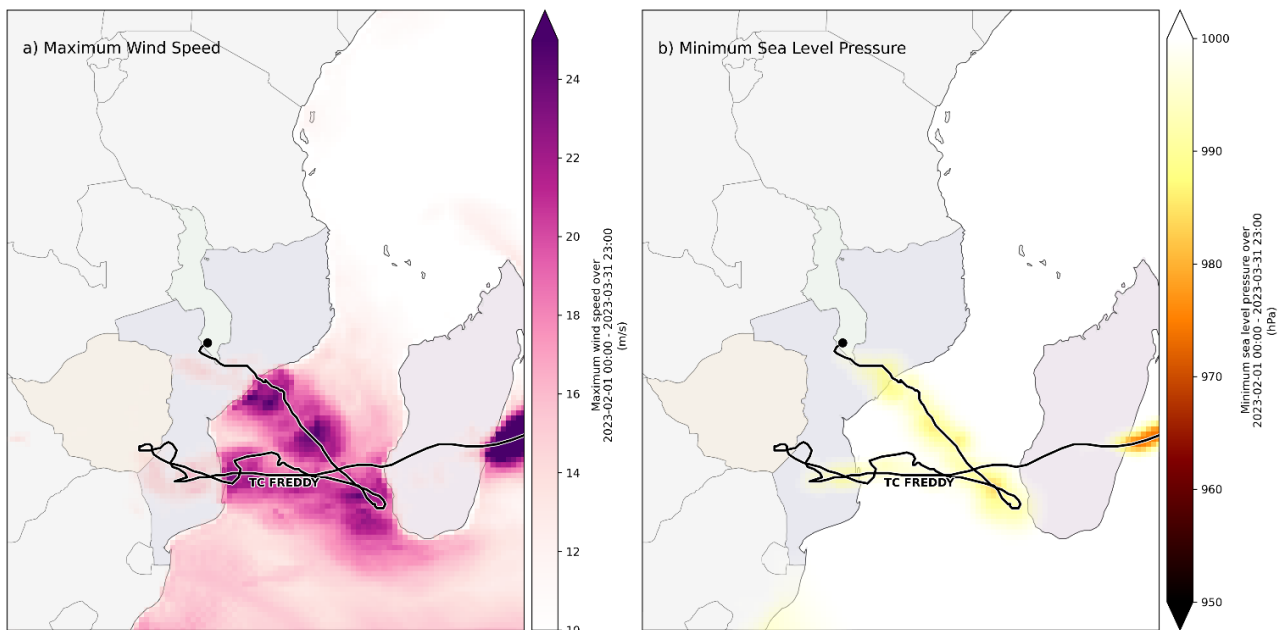 a) Maximum Wind Speed
TC FREDDY
24
22
20
18
16
14
12
10
Maximum wind speed over
2023-02-01 00:00 - 2023-03-31 23:00
(m/s)
b) Minimum Sea Level Pressure
TC FREDDY
1000
990
980
970
960
950
Minimum sea level pressure over
2023-02-01 00:00 - 2023-03-31 23:00
(hPa)